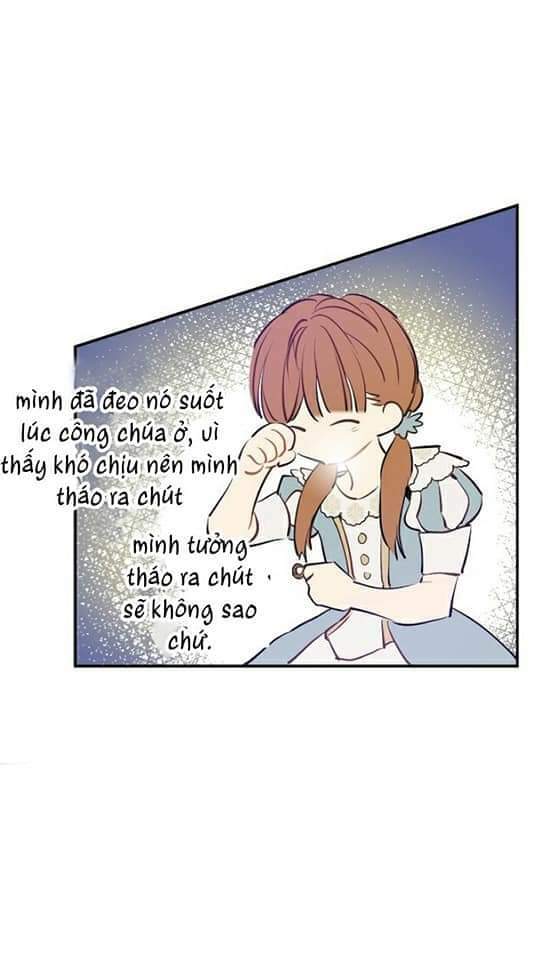 mình đã đeo nó suốt
lúc công chúa ở, vì
thấy khó chịu nên mình
tháo ra chút
mình tưởng
tháo ra chút
sẽ không sao
chứ.